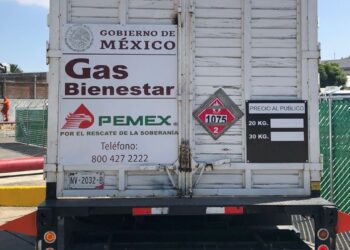 GOBIERNO DE
MÉXICO
Gas
Bienestar
PEMEX
POR EL RESCATE DE LA SOBERANÍA
Teléfono:
800 427 2222
1075
2
PRECIO AL PUBLICO
20 KG.
30 KG.